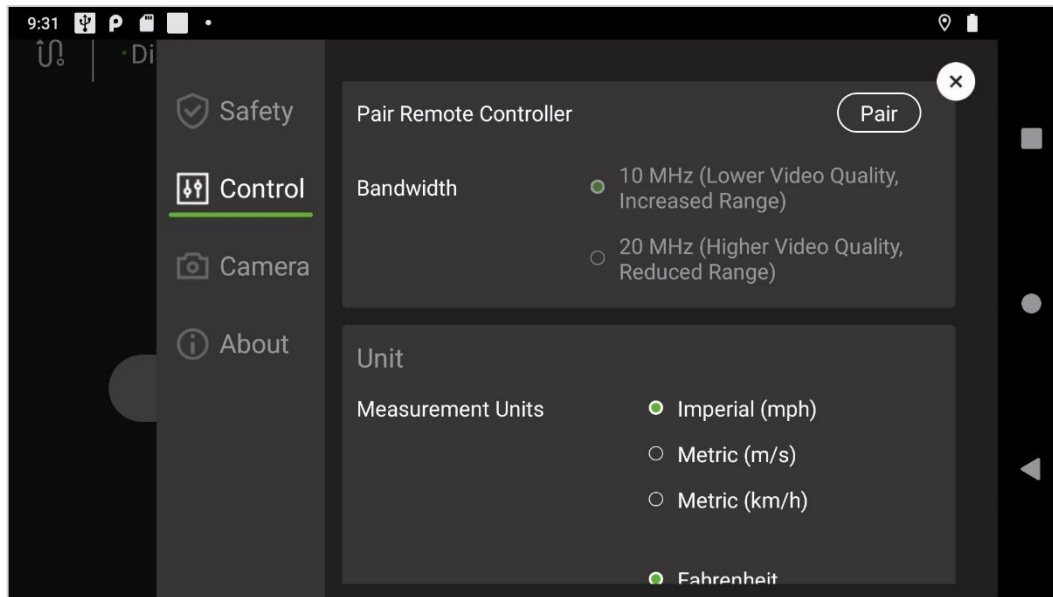 9:31
·Di
Safety
Control
Camera
About
Pair Remote Controller
Pair
Bandwidth
10 MHz (Lower Video Quality,
Increased Range)
20 MHz (Higher Video Quality,
Reduced Range)
Unit
Measurement Units
Imperial (mph)
Metric (m/s)
Metric (km/h)
Fahrenheit